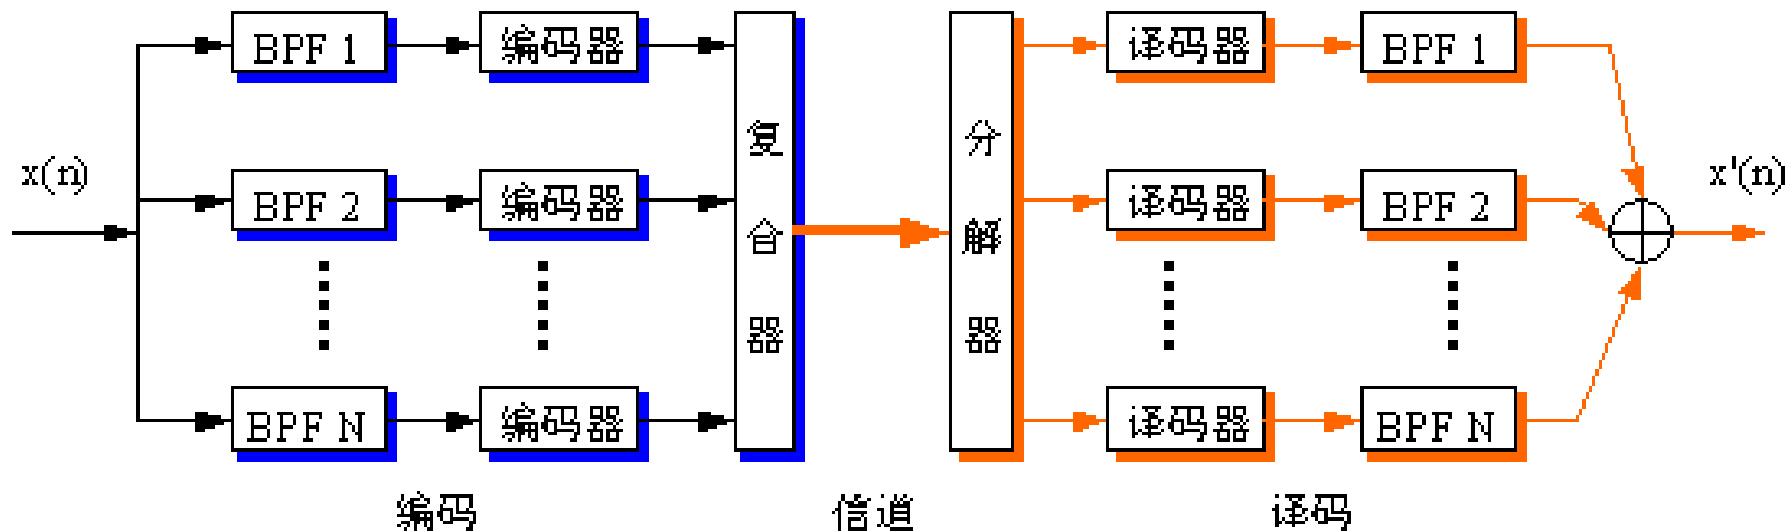 BPF 1 编码器 译码器 BPF 1
复合器
分解器
x(n)
BPF 2 编码器 译码器 BPF 2
x'(n)
BPF N 编码器 译码器 BPF N
编码 信道 译码